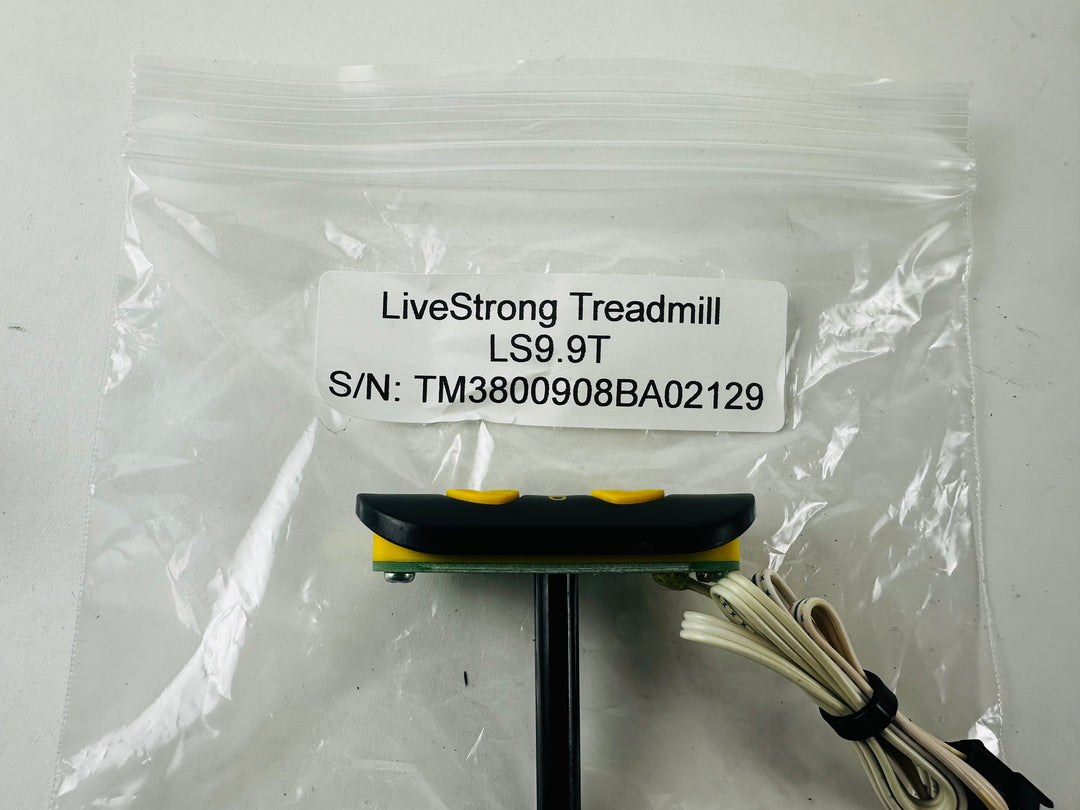 LiveStrong Treadmill
LS9.9T
S/N: TM3800908BA02129